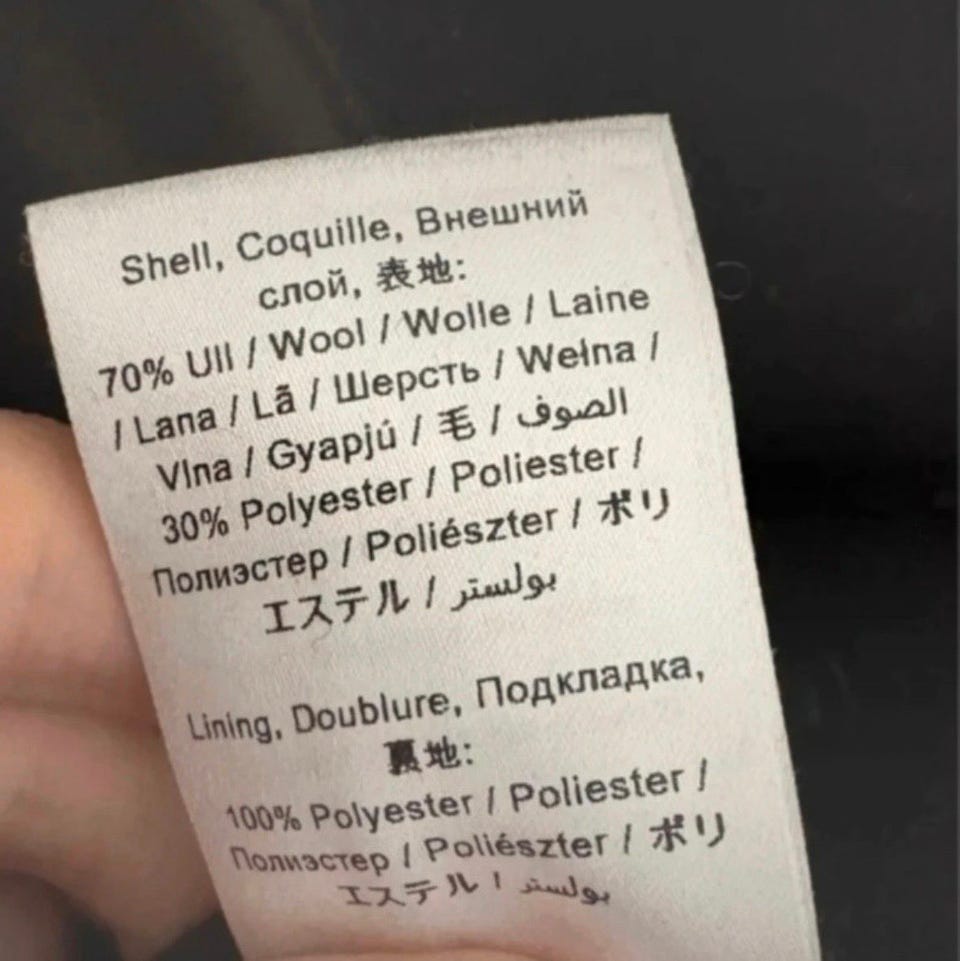 Shell, Coquille, Внешний
слой, 表地:
70% Ull / Wool / Wolle / Laine
/ Lana / Lã / Шерсть / Wełna /
Vlna / Gyapjú / 毛 / الصوف
30% Polyester / Poliester /
Полиэстер / Poliészter / ポリ
エステル / بولستر
Lining, Doublure, Подкладка,
裏地:
100% Polyester / Poliester /
Полиэстер / Poliészter / ポリ
エステル / بولستر